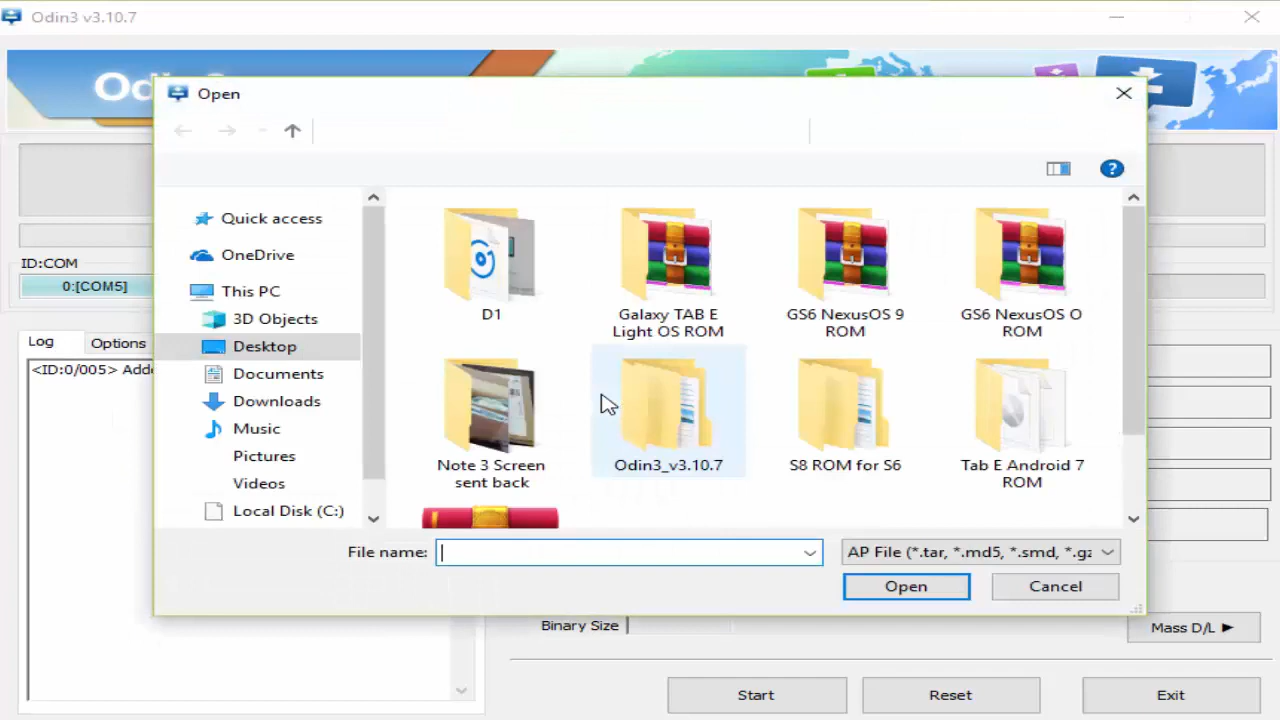 Odin3 v3.10.7
Od
Open
?
Quick access
OneDrive
This PC
3D Objects
Desktop
Documents
Downloads
Music
Pictures
Videos
Local Disk (C:)
D1
Galaxy TAB E
Light OS ROM
GS6 NexusOS 9
ROM
GS6 NexusOS O
ROM
Note 3 Screen
sent back
Odin3_v3.10.7
S8 ROM for S6
Tab E Android 7
ROM
File name:
AP File (*.tar, *.md5, *.smd, *.gz
Open
Cancel
ID:COM
0:[COM5]
Log
Options
<ID:0/005> Adde
Binary Size
Mass D/L ►
Start
Reset
Exit